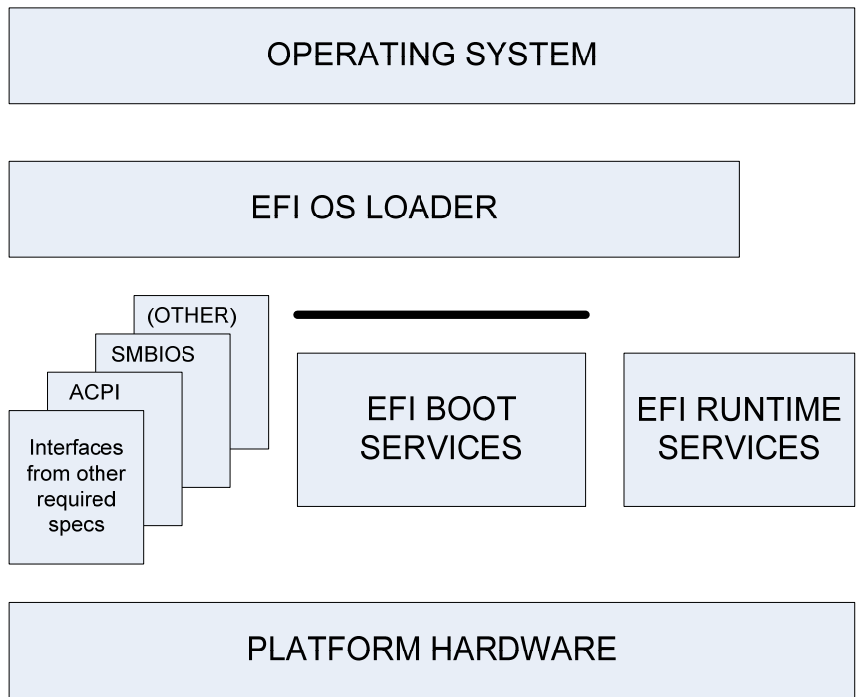 OPERATING SYSTEM
EFI OS LOADER
(OTHER)
SMBIOS
ACPI
Interfaces
from other
required
specs
EFI BOOT
SERVICES
EFI RUNTIME
SERVICES
PLATFORM HARDWARE